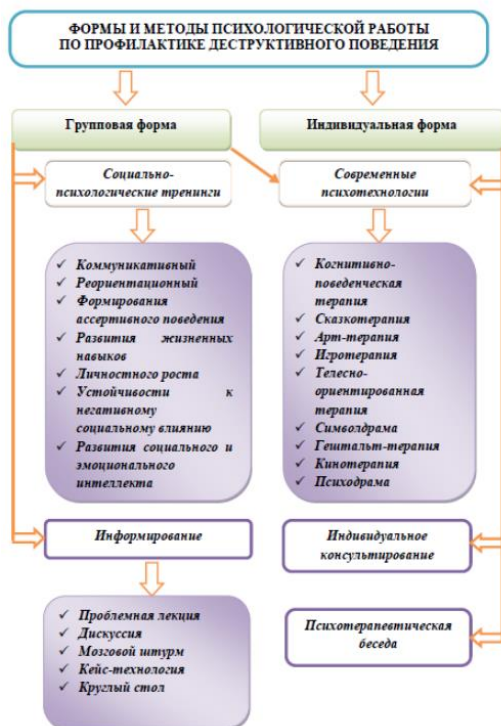 ФОРМЫ И МЕТОДЫ ПСИХОЛОГИЧЕСКОЙ РАБОТЫ
ПО ПРОФИЛАКТИКЕ ДЕСТРУКТИВНОГО ПОВЕДЕНИЯ
Групповая форма
Индивидуальная форма
Социально-
психологические тренинги
Современные
психотехнологии
✓ Коммуникативный
✓ Реориентационный
✓ Формирования
ассертивного поведения
✓ Развития жизненных
навыков
✓ Личностного роста
✓ Устойчивости к
негативному
социальному влиянию
✓ Развития социального и
эмоционального
интеллекта
✓ Когнитивно-
поведенческая
терапия
✓ Сказкотерапия
✓ Арт-терапия
✓ Игротерапия
✓ Телесно-
ориентированная
терапия
✓ Символдрама
✓ Гештальт-терапия
✓ Кинотерапия
✓ Психодрама
Информирование
Индивидуальное
консультирование
✓ Проблемная лекция
✓ Дискуссия
✓ Мозговой штурм
✓ Кейс-технология
✓ Круглый стол
Психотерапевтическая
беседа